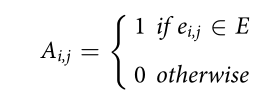 A_{i,j} = { 1 if e_{i,j} ∈ E
0 otherwise